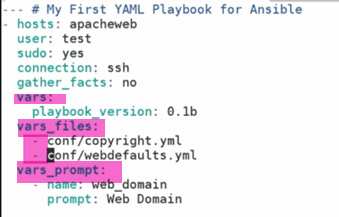 --- # My First YAML Playbook for Ansible
- hosts: apacheweb
  user: test
  sudo: yes
  connection: ssh
  gather_facts: no
  vars:
    playbook_version: 0.1b
  vars_files:
    - conf/copyright.yml
    - conf/webdefaults.yml
  vars_prompt:
    - name: web_domain
      prompt: Web Domain